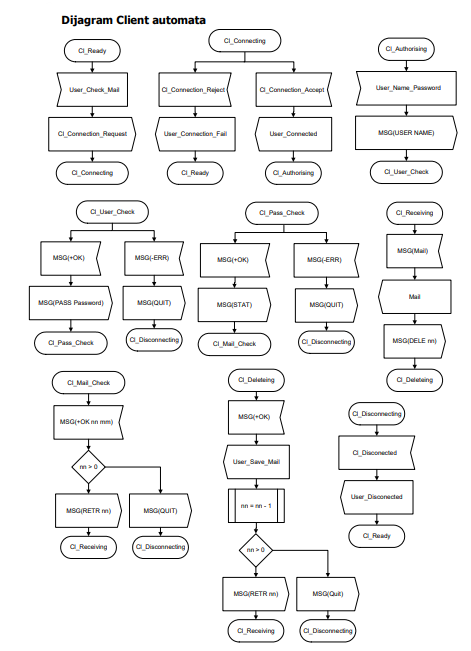 Dijagram Client automata
Cl_Ready
User_Check_Mail
Cl_Connection_Request
Cl_Connecting
Cl_Connecting
Cl_Connection_Reject
Cl_Connection_Accept
User_Connection_Fail
User_Connected
Cl_Ready
Cl_Authorising
Cl_Authorising
User_Name_Password
MSG(USER NAME)
Cl_User_Check
Cl_User_Check
MSG(+OK)
MSG(-ERR)
MSG(PASS Password)
MSG(QUIT)
Cl_Pass_Check
Cl_Disconnecting
Cl_Pass_Check
MSG(+OK)
MSG(-ERR)
MSG(STAT)
MSG(QUIT)
Cl_Mail_Check
Cl_Disconnecting
Cl_Receiving
MSG(Mail)
Mail
MSG(DELE nn)
Cl_Deleteing
Cl_Mail_Check
MSG(+OK nn mm)
nn > 0
MSG(RETR nn)
MSG(QUIT)
Cl_Receiving
Cl_Disconnecting
Cl_Deleteing
MSG(+OK)
User_Save_Mail
nn = nn - 1
nn > 0
MSG(RETR nn)
MSG(Quit)
Cl_Receiving
Cl_Disconnecting
Cl_Disconnecting
Cl_Disconected
User_Disconected
Cl_Ready